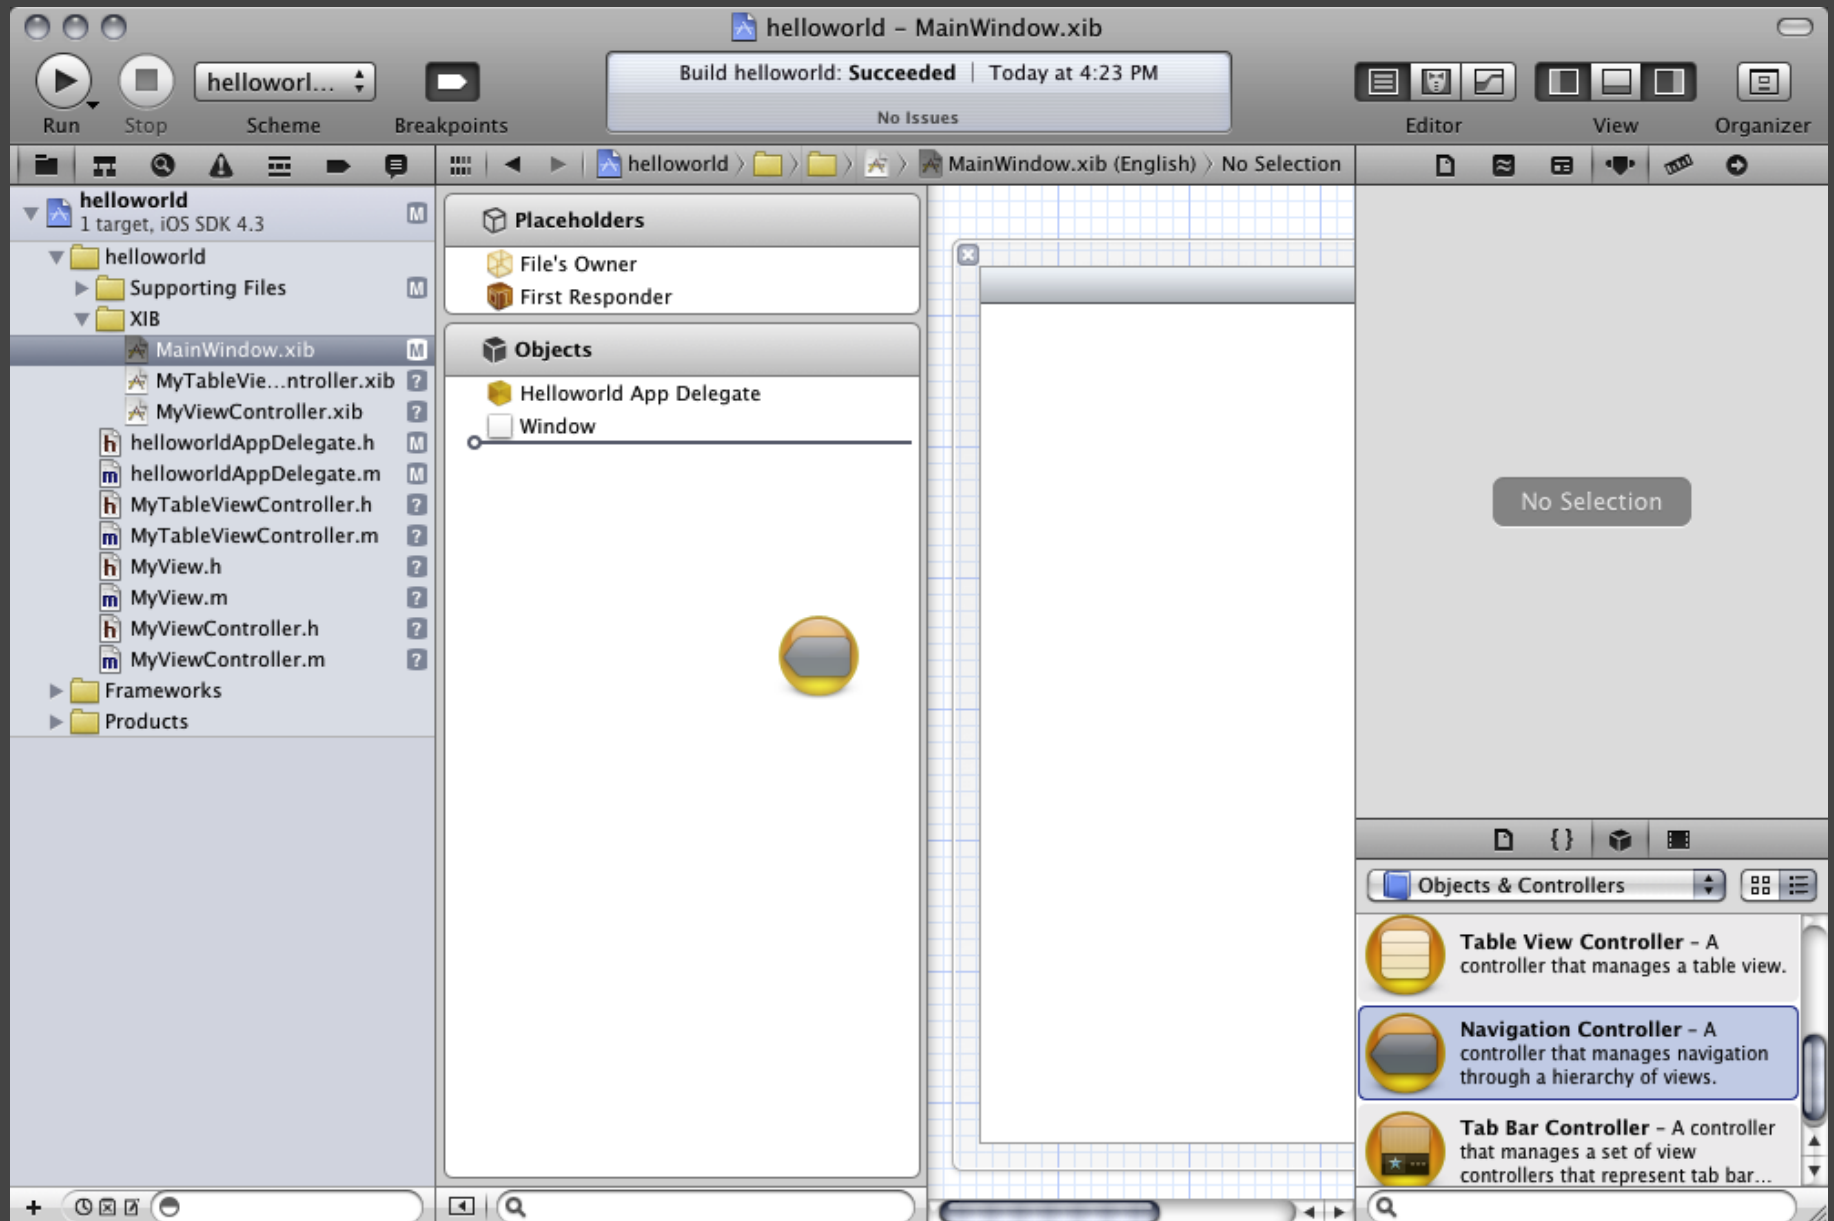 helloworld – MainWindow.xib
helloworl...
Build helloworld: Succeeded | Today at 4:23 PM
No Issues
Run
Stop
Scheme
Breakpoints
Editor
View
Organizer
helloworld
MainWindow.xib (English)
No Selection
helloworld
1 target, iOS SDK 4.3
M
helloworld
Supporting Files
M
XIB
MainWindow.xib
M
MyTableVie...ntroller.xib
?
MyViewController.xib
?
h helloworldAppDelegate.h
M
m helloworldAppDelegate.m
M
h MyTableViewController.h
?
m MyTableViewController.m
?
h MyView.h
?
m MyView.m
?
h MyViewController.h
?
m MyViewController.m
?
Frameworks
Products
Placeholders
File's Owner
First Responder
Objects
Helloworld App Delegate
Window
No Selection
{ }
Objects & Controllers
Table View Controller – A
controller that manages a table view.
Navigation Controller – A
controller that manages navigation
through a hierarchy of views.
Tab Bar Controller – A controller
that manages a set of view
controllers that represent tab bar...